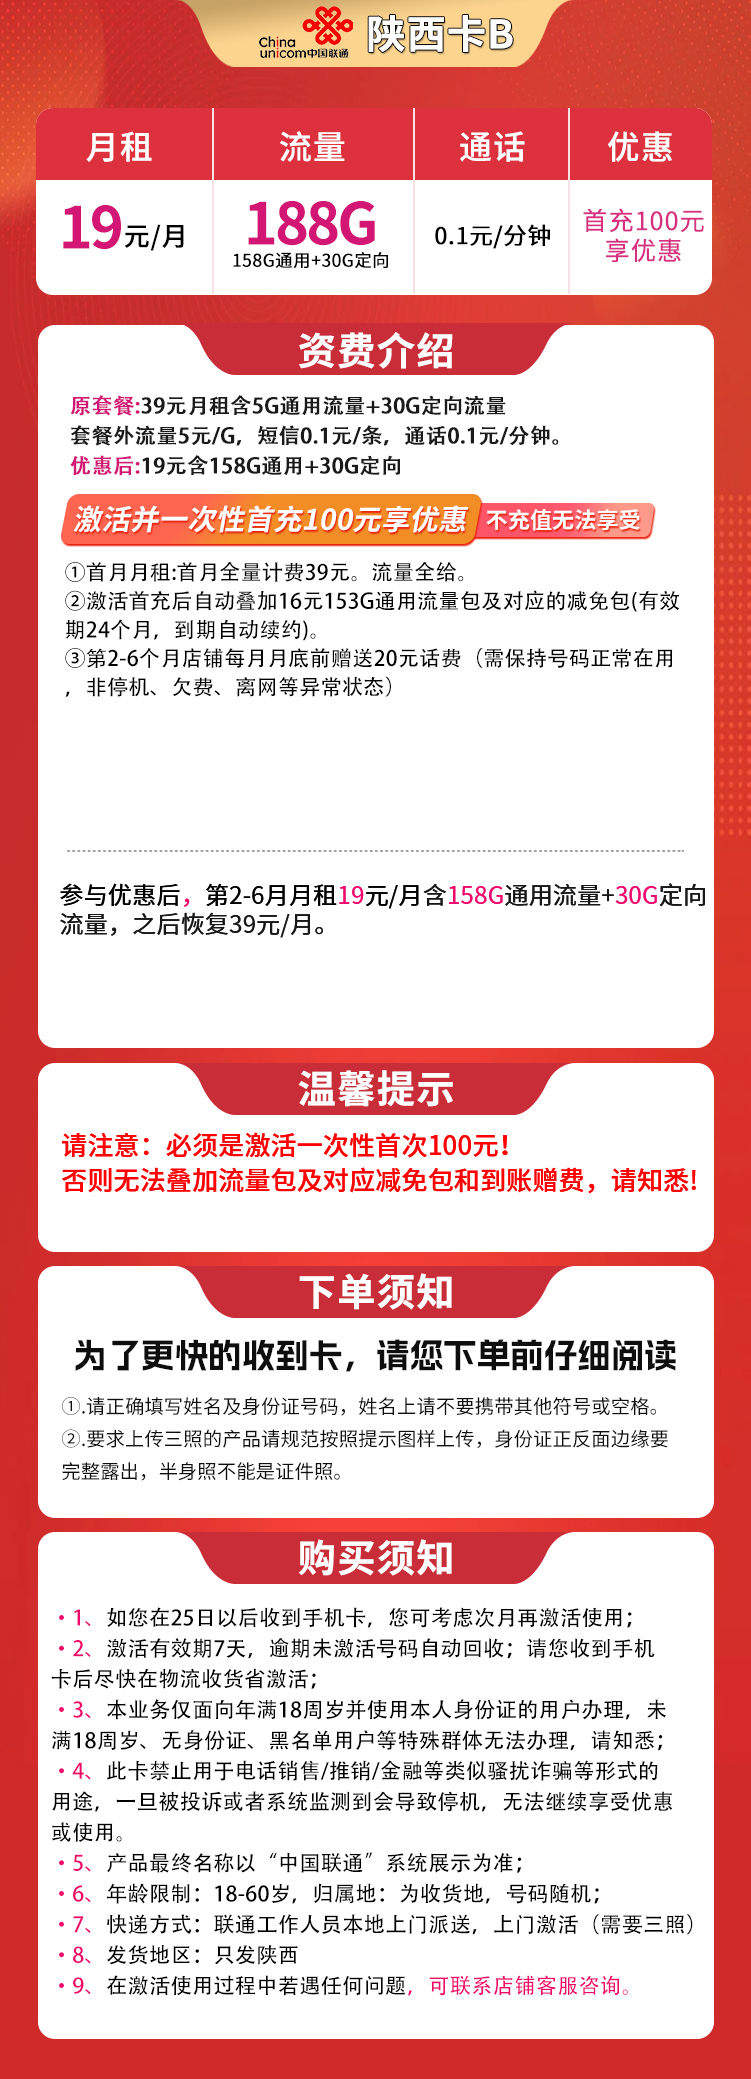 China
unicom中国联通
陕西卡B
月租
流量
通话
优惠
19元/月
188G
158G通用+30G定向
0.1元/分钟
首充100元
享优惠
资费介绍
原套餐:39元月租含5G通用流量+30G定向流量
套餐外流量5元/G，短信0.1元/条，通话0.1元/分钟。
优惠后:19元含158G通用+30G定向
激活并一次性首充100元享优惠 不充值无法享受
①首月月租:首月全量计费39元。流量全给。
②激活首充后自动叠加16元153G通用流量包及对应的减免包(有效
期24个月，到期自动续约)。
③第2-6个月店铺每月月底前赠送20元话费（需保持号码正常在用
，非停机、欠费、离网等异常状态）
参与优惠后，第2-6月月租19元/月含158G通用流量+30G定向
流量，之后恢复39元/月。
温馨提示
请注意：必须是激活一次性首次100元！
否则无法叠加流量包及对应减免包和到账赠费，请知悉!
下单须知
为了更快的收到卡，请您下单前仔细阅读
①.请正确填写姓名及身份证号码，姓名上请不要携带其他符号或空格。
②.要求上传三照的产品请规范按照提示图样上传，身份证正反面边缘要
完整露出，半身照不能是证件照。
购买须知
·1、如您在25日以后收到手机卡，您可考虑次月再激活使用；
·2、激活有效期7天，逾期未激活号码自动回收；请您收到手机
卡后尽快在物流收货省激活；
·3、本业务仅面向年满18周岁并使用本人身份证的用户办理，未
满18周岁、无身份证、黑名单用户等特殊群体无法办理，请知悉；
·4、此卡禁止用于电话销售/推销/金融等类似骚扰诈骗等形式的
用途，一旦被投诉或者系统监测到会导致停机，无法继续享受优惠
或使用。
·5、产品最终名称以“中国联通”系统展示为准；
·6、年龄限制：18-60岁，归属地：为收货地，号码随机；
·7、快递方式：联通工作人员本地上门派送，上门激活（需要三照）
·8、发货地区：只发陕西
·9、在激活使用过程中若遇任何问题，可联系店铺客服咨询。